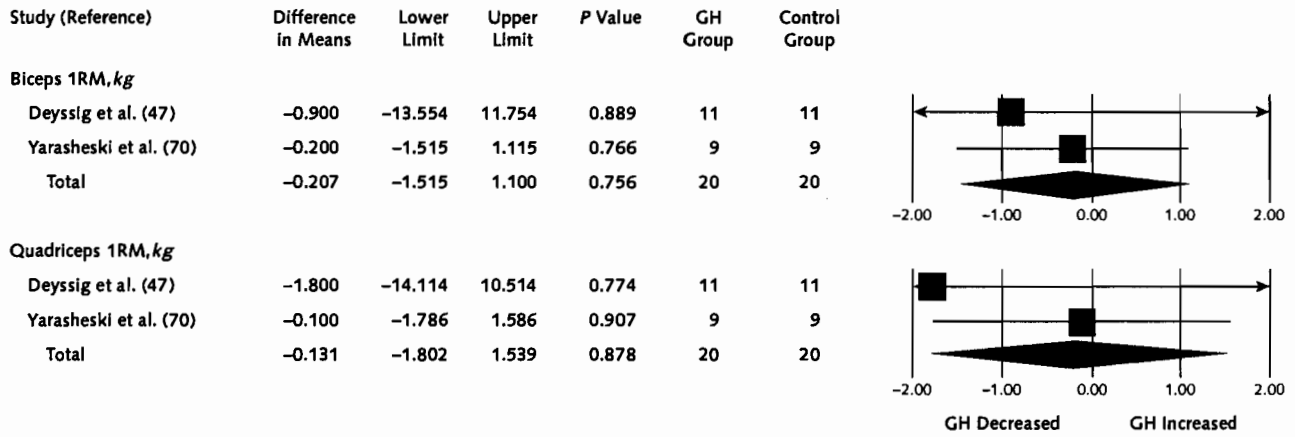 Study (Reference) Difference in Means Lower Limit Upper Limit P Value GH Group Control Group
Biceps 1RM, kg
Deyssig et al. (47) –0.900 –13.554 11.754 0.889 11 11
Yarasheski et al. (70) –0.200 –1.515 1.115 0.766 9 9
Total –0.207 –1.515 1.100 0.756 20 20
–2.00 –1.00 0.00 1.00 2.00
Quadriceps 1RM, kg
Deyssig et al. (47) –1.800 –14.114 10.514 0.774 11 11
Yarasheski et al. (70) –0.100 –1.786 1.586 0.907 9 9
Total –0.131 –1.802 1.539 0.878 20 20
–2.00 –1.00 0.00 1.00 2.00
GH Decreased GH Increased